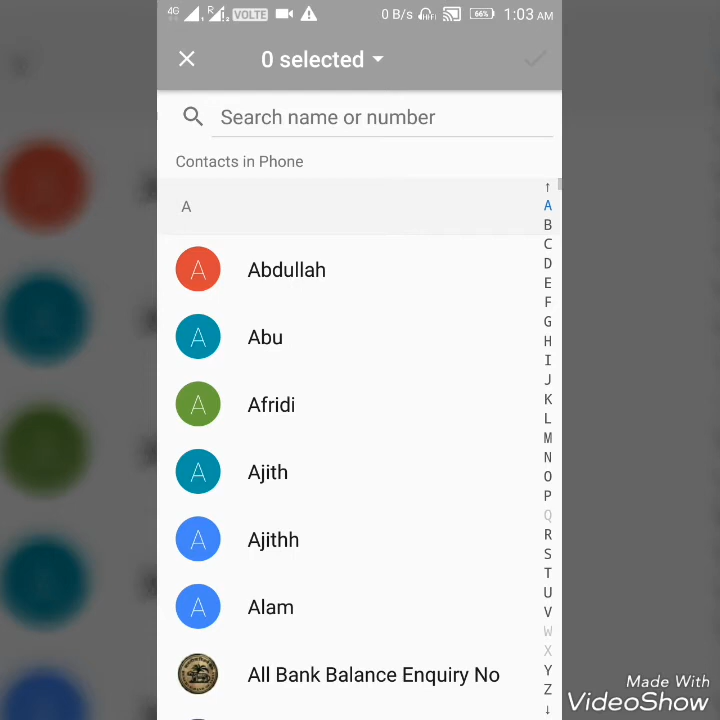 4G R VOLTE 0 B/s HiFi 66% 1:03 AM
0 selected
Search name or number
Contacts in Phone
A
A Abdullah
A Abu
A Afridi
A Ajith
A Ajithh
A Alam
All Bank Balance Enquiry No
↑
A
B
C
D
E
F
G
H
I
J
K
L
M
N
O
P
Q
R
S
T
U
V
W
X
Y
Z
↓
Made With
VideoShow